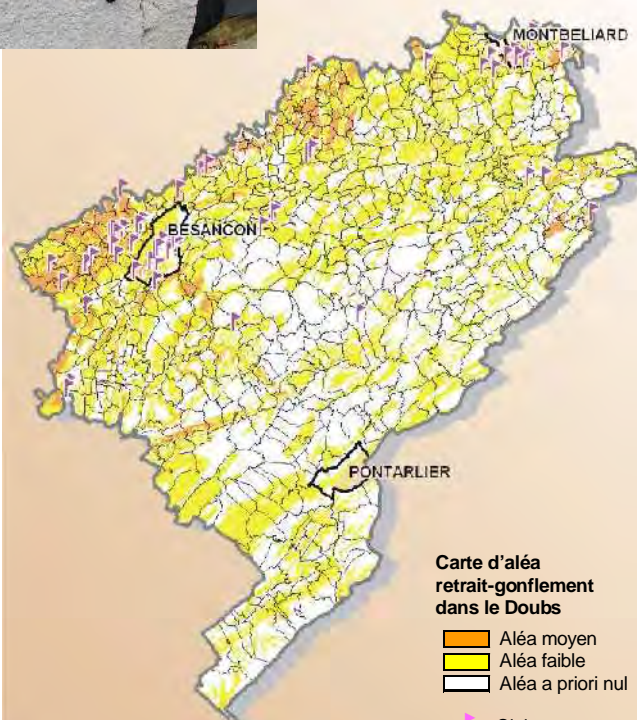 MONTBELIARD
BESANCON
PONTARLIER
Carte d'aléa
retrait-gonflement
dans le Doubs
Aléa moyen
Aléa faible
Aléa a priori nul